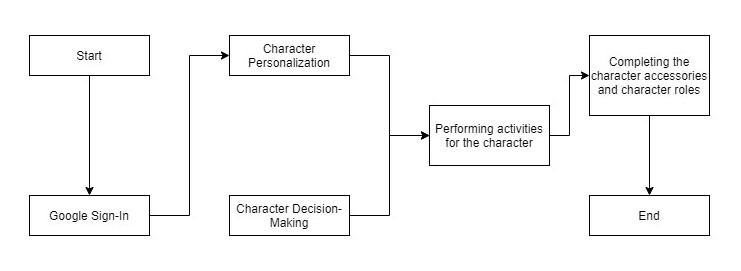 Start
Google Sign-In
Character
Personalization
Character Decision-
Making
Performing activities
for the character
Completing the
character accessories
and character roles
End